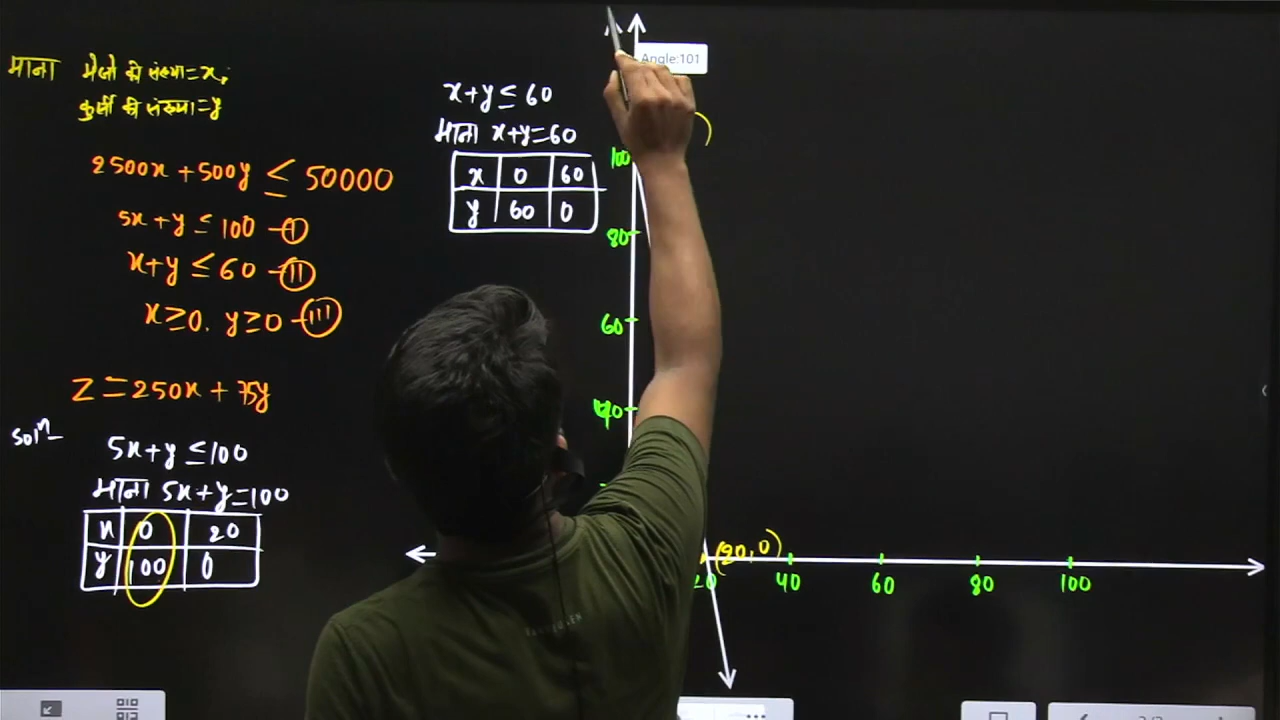 माना मेजो की संख्या=x,
कुर्सी की संख्या=y
2500x+500y ≤ 50000
5x+y ≤ 100 -(I)
x+y ≤ 60 -(II)
x≥0, y≥0 -(III)
Z=250x+75y
Solⁿ-
5x+y ≤100
माना 5x+y=100
x 0 20
y 100 0
x+y ≤ 60
माना x+y=60
x 0 60
y 60 0
Angle:101
)
100
80
60
40
(20,0)
20 40 60 80 100